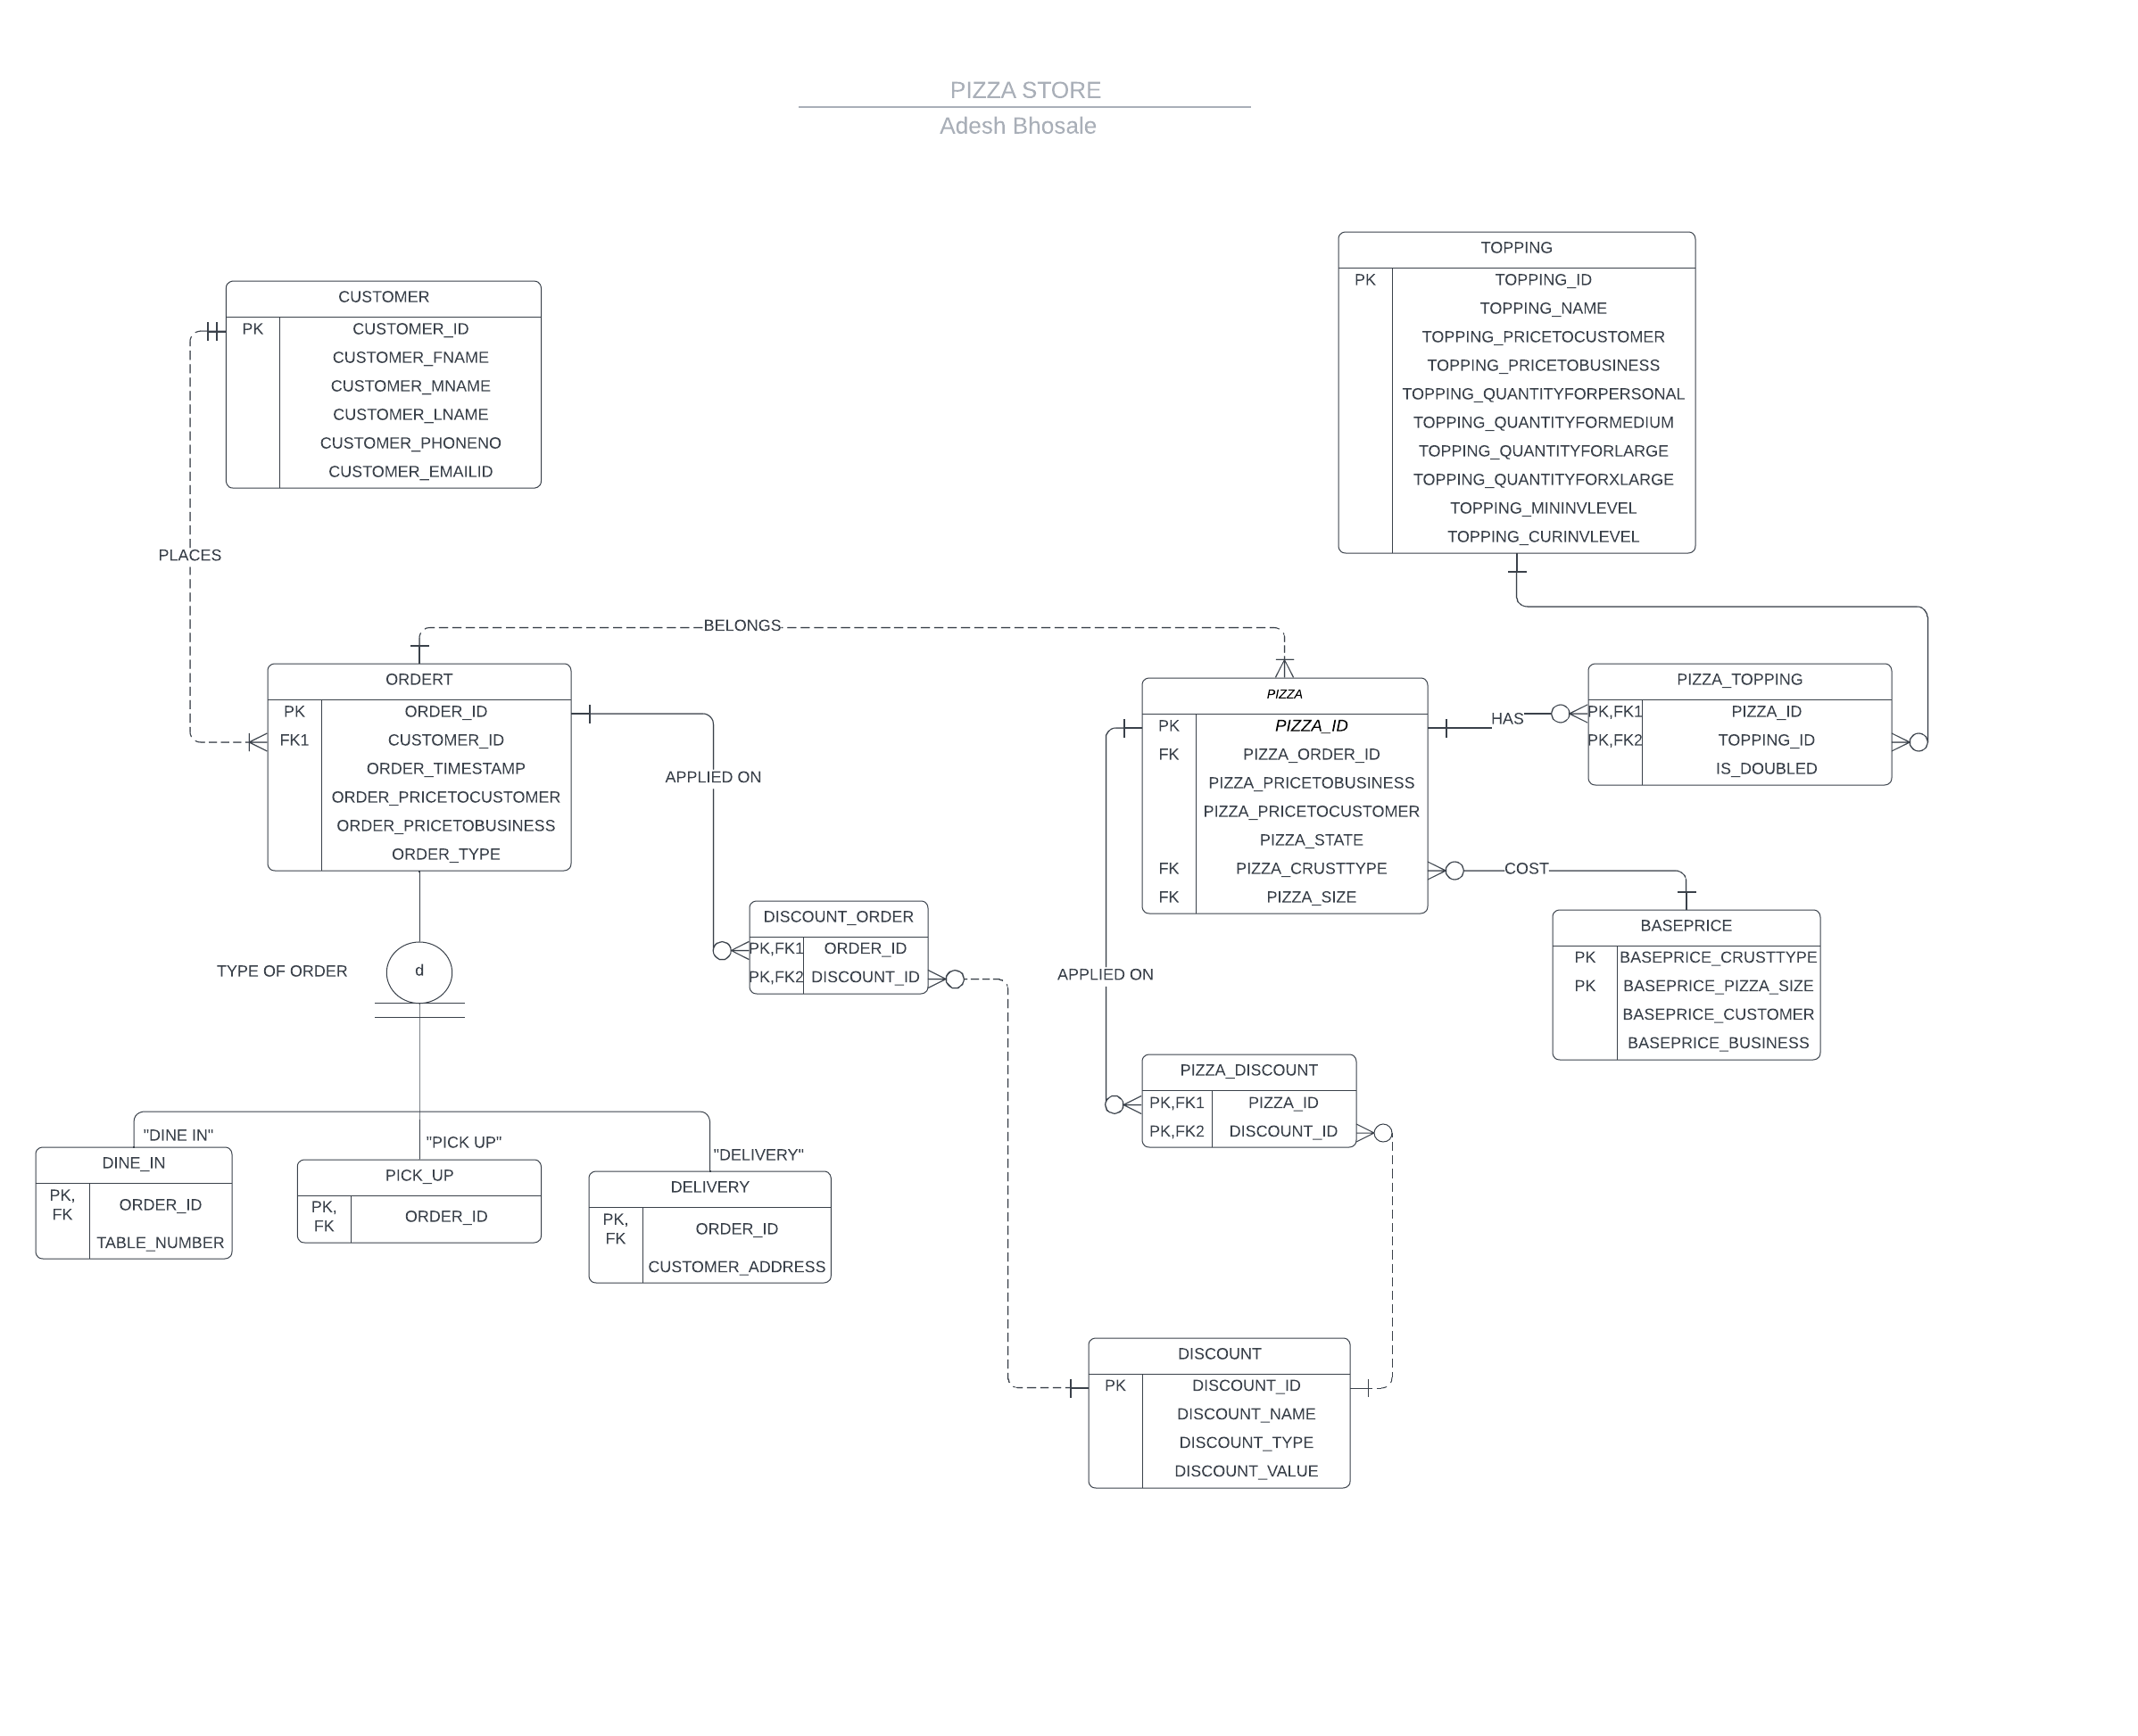 PIZZA STORE
Adesh Bhosale
TOPPING
PK TOPPING_ID
TOPPING_NAME
TOPPING_PRICETOCUSTOMER
TOPPING_PRICETOBUSINESS
TOPPING_QUANTITYFORPERSONAL
TOPPING_QUANTITYFORMEDIUM
TOPPING_QUANTITYFORLARGE
TOPPING_QUANTITYFORXLARGE
TOPPING_MININVLEVEL
TOPPING_CURINVLEVEL
CUSTOMER
PK CUSTOMER_ID
CUSTOMER_FNAME
CUSTOMER_MNAME
CUSTOMER_LNAME
CUSTOMER_PHONENO
CUSTOMER_EMAILID
PLACES
BELONGS
ORDERT
PK ORDER_ID
FK1 CUSTOMER_ID
ORDER_TIMESTAMP
ORDER_PRICETOCUSTOMER
ORDER_PRICETOBUSINESS
ORDER_TYPE
APPLIED ON
PIZZA
PK PIZZA_ID
FK PIZZA_ORDER_ID
PIZZA_PRICETOBUSINESS
PIZZA_PRICETOCUSTOMER
PIZZA_STATE
FK PIZZA_CRUSTTYPE
FK PIZZA_SIZE
HAS
PIZZA_TOPPING
PK,FK1 PIZZA_ID
PK,FK2 TOPPING_ID
IS_DOUBLED
COST
BASEPRICE
PK BASEPRICE_CRUSTTYPE
PK BASEPRICE_PIZZA_SIZE
BASEPRICE_CUSTOMER
BASEPRICE_BUSINESS
DISCOUNT_ORDER
PK,FK1 ORDER_ID
PK,FK2 DISCOUNT_ID
TYPE OF ORDER
d
APPLIED ON
PIZZA_DISCOUNT
PK,FK1 PIZZA_ID
PK,FK2 DISCOUNT_ID
"DINE IN"
"PICK UP"
"DELIVERY"
DINE_IN
PK,
FK ORDER_ID
TABLE_NUMBER
PICK_UP
PK,
FK ORDER_ID
DELIVERY
PK,
FK ORDER_ID
CUSTOMER_ADDRESS
DISCOUNT
PK DISCOUNT_ID
DISCOUNT_NAME
DISCOUNT_TYPE
DISCOUNT_VALUE